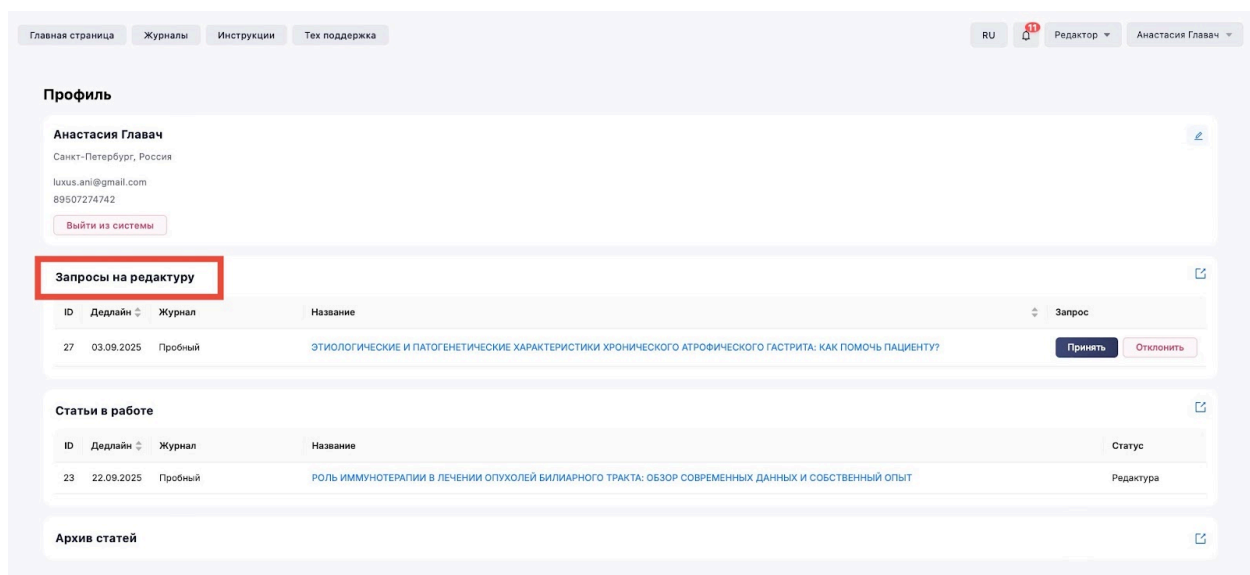 Главная страница Журналы Инструкции Тех поддержка RU 11 Редактор Анастасия Главач
Профиль
Анастасия Главач
Санкт-Петербург, Россия
luxus.ani@gmail.com
89507274742
Выйти из системы
Запросы на редактуру
ID Дедлайн Журнал Название Запрос
27 03.09.2025 Пробный ЭТИОЛОГИЧЕСКИЕ И ПАТОГЕНЕТИЧЕСКИЕ ХАРАКТЕРИСТИКИ ХРОНИЧЕСКОГО АТРОФИЧЕСКОГО ГАСТРИТА: КАК ПОМОЧЬ ПАЦИЕНТУ? Принять Отклонить
Статьи в работе
ID Дедлайн Журнал Название Статус
23 22.09.2025 Пробный РОЛЬ ИММУНОТЕРАПИИ В ЛЕЧЕНИИ ОПУХОЛЕЙ БИЛИАРНОГО ТРАКТА: ОБЗОР СОВРЕМЕННЫХ ДАННЫХ И СОБСТВЕННЫЙ ОПЫТ Редактура
Архив статей